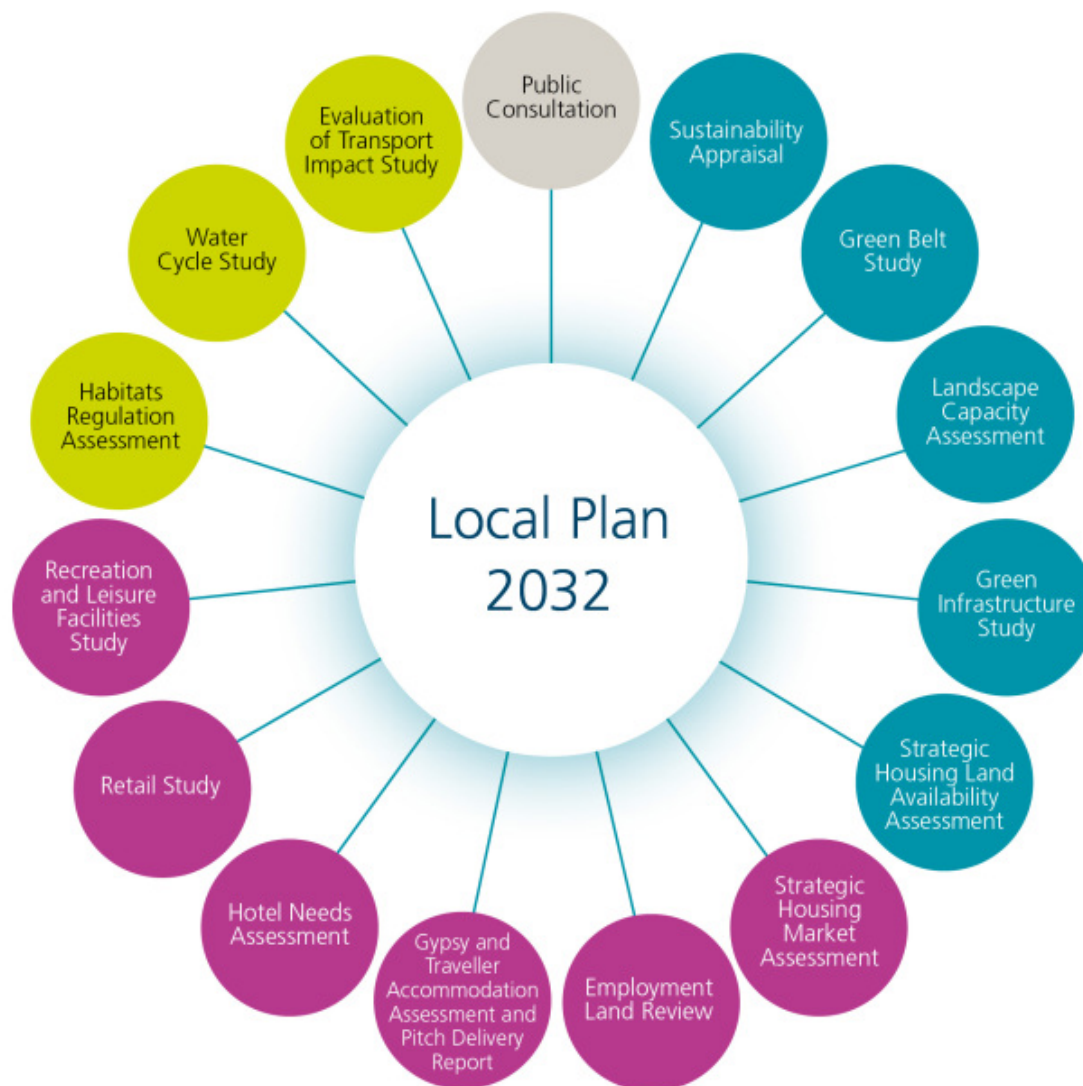 Public
Consultation
Sustainability
Appraisal
Green Belt
Study
Landscape
Capacity
Assessment
Green
Infrastructure
Study
Strategic
Housing Land
Availability
Assessment
Strategic
Housing
Market
Assessment
Employment
Land Review
Gypsy and
Traveller
Accommodation
Assessment and
Pitch Delivery
Report
Hotel Needs
Assessment
Retail Study
Recreation
and Leisure
Facilities
Study
Habitats
Regulation
Assessment
Water
Cycle Study
Evaluation
of Transport
Impact Study
Local Plan
2032